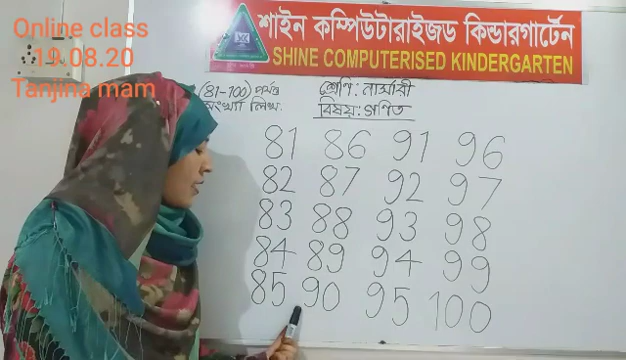 Online class
19.08.20
Tanjina mam
শাইন কম্পিউটারাইজড কিন্ডারগার্টেন
SHINE COMPUTERISED KINDERGARTEN
(81-100) পর্যন্ত
সংখ্যা লিখ.
শ্রেণি: নার্সারী
বিষয়: গণিত
81 86 91 96
82 87 92 97
83 88 93 98
84 89 94 99
85 90 95 100